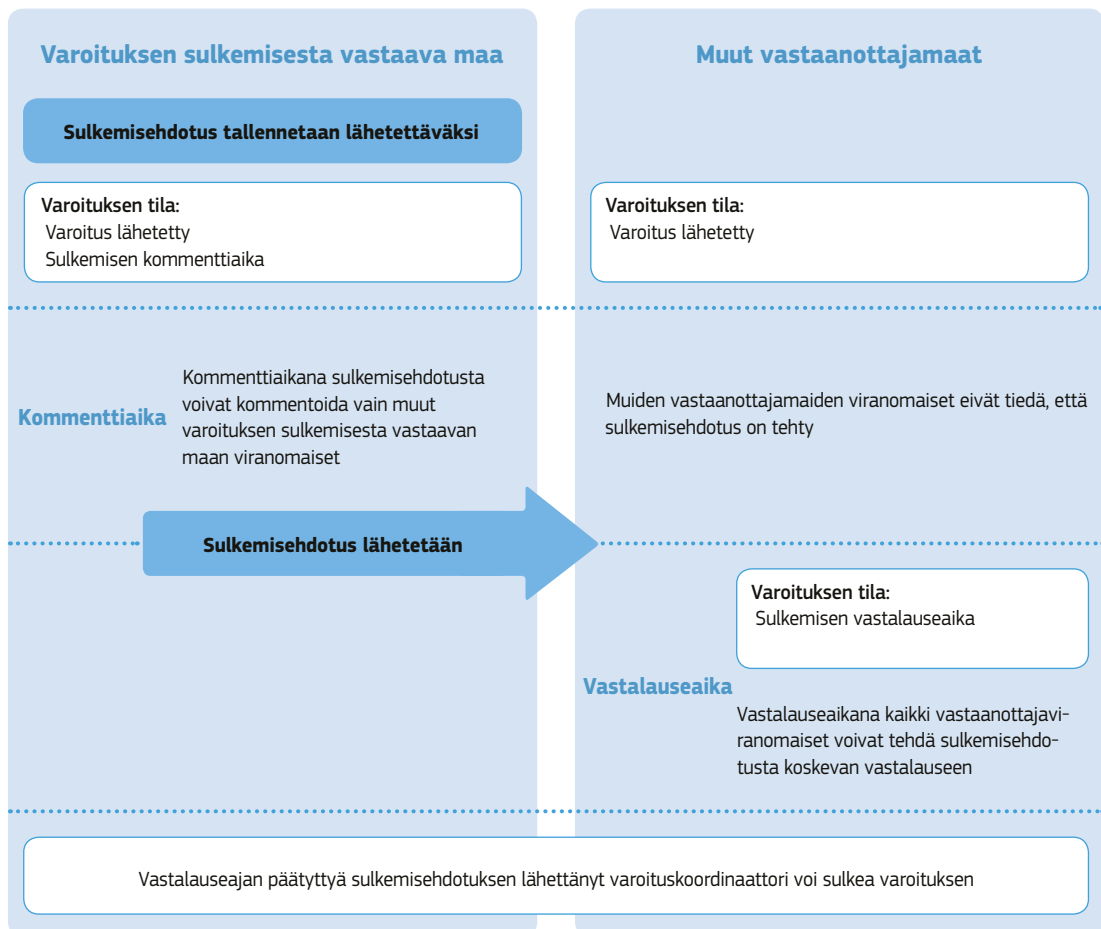 Varoituksen sulkemisesta vastaava maa
Muut vastaanottajamaat
Sulkemisehdotus tallennetaan lähetettäväksi
Varoituksen tila:
Varoitus lähetetty
Sulkemisen kommenttiaika
Varoituksen tila:
Varoitus lähetetty
Kommenttiaika
Kommenttiaikana sulkemisehdotusta
voivat kommentoida vain muut
varoituksen sulkemisesta vastaavan
maan viranomaiset
Muiden vastaanottajamaiden viranomaiset eivät tiedä, että
sulkemisehdotus on tehty
Sulkemisehdotus lähetetään
Varoituksen tila:
Sulkemisen vastalauseaika
Vastalauseaika
Vastalauseaikana kaikki vastaanottajavi-
ranomaiset voivat tehdä sulkemisehdo-
tusta koskevan vastalauseen
Vastalauseajan päätyttyä sulkemisehdotuksen lähettänyt varoituskoordinaattori voi sulkea varoituksen